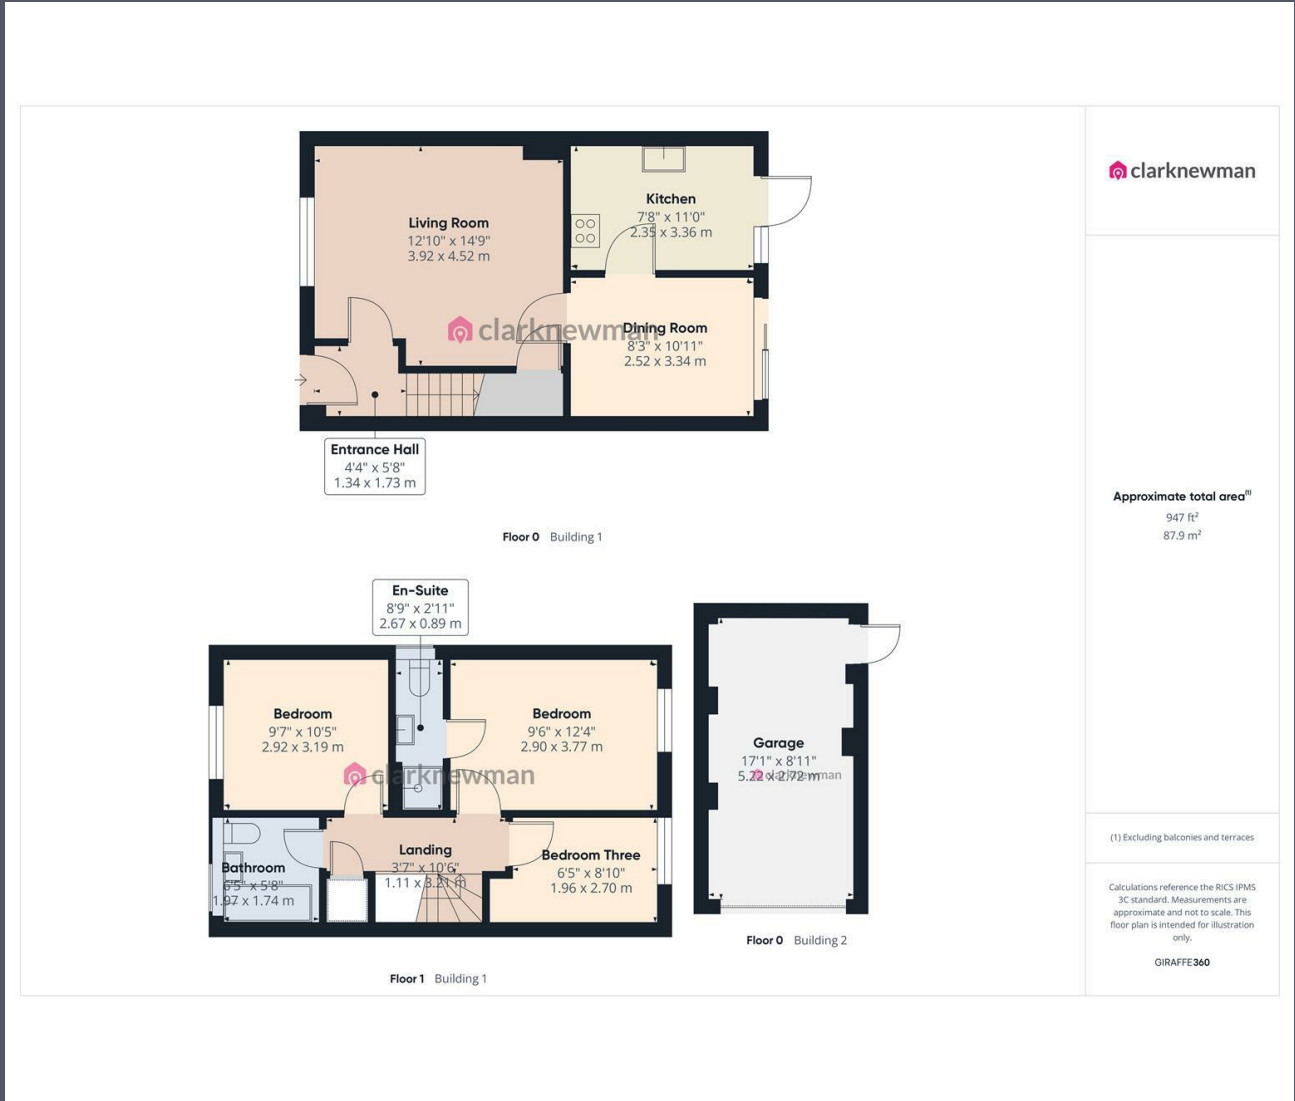 clarknewman
Living Room
12'10" x 14'9"
3.92 x 4.52 m
Kitchen
7'8" x 11'0"
2.35 x 3.36 m
clarknewman
Dining Room
8'3" x 10'11"
2.52 x 3.34 m
Entrance Hall
4'4" x 5'8"
1.34 x 1.73 m
Floor 0 Building 1
En-Suite
8'9" x 2'11"
2.67 x 0.89 m
Bedroom
9'7" x 10'5"
2.92 x 3.19 m
Bedroom
9'6" x 12'4"
2.90 x 3.77 m
clarknewman
Landing
3'7" x 10'6"
1.11 x 3.21 m
Bathroom
6'5" x 5'8"
1.97 x 1.74 m
Bedroom Three
6'5" x 8'10"
1.96 x 2.70 m
Floor 1 Building 1
Garage
17'1" x 8'11"
5.22 x 2.72 m
clarknewman
Floor 0 Building 2
Approximate total area(1)
947 ft²
87.9 m²
(1) Excluding balconies and terraces
Calculations reference the RICS IPMS
3C standard. Measurements are
approximate and not to scale. This
floor plan is intended for illustration
only.
GIRAFFE360